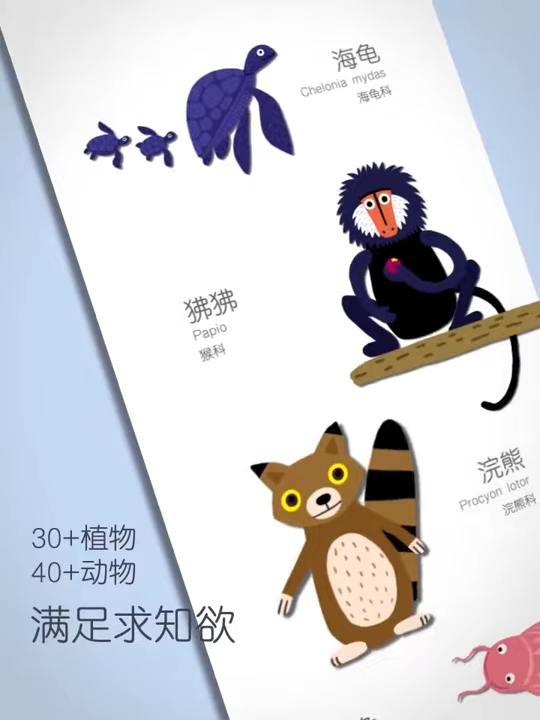 海龟
Chelonia mydas
海龟科
狒狒
Papio
猴科
浣熊
Procyon lotor
浣熊科
30+植物
40+动物
满足求知欲